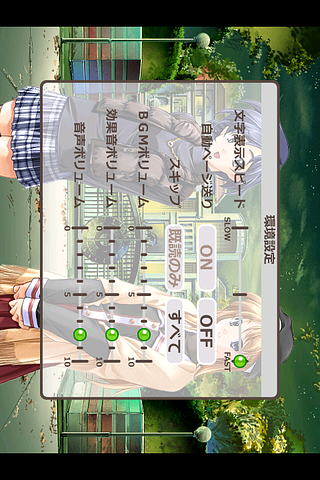 環境設定
文字表示スピード
SLOW FAST
自動ページ送り ON OFF
スキップ 既読のみ すべて
BGMボリューム 0 5 10
効果音ボリューム 0 5 10
音声ボリューム 0 5 10